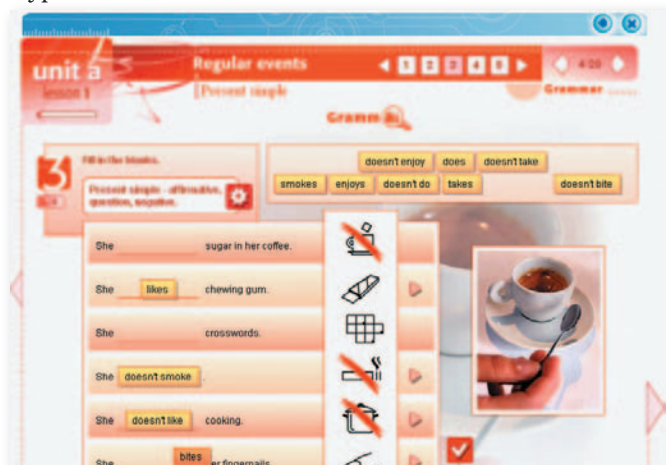 unit a
lesson 1
Regular events
1 2 3 4 5
4/20
Present simple
Grammar
Grammar
3
Fill in the blanks.
Present simple - affirmative,
question, negative.
doesn't enjoy does doesn't take
smokes enjoys doesn't do takes doesn't bite
She sugar in her coffee.
She likes chewing gum.
She crosswords.
She doesn't smoke .
She doesn't like cooking.
She bites er fingernails.